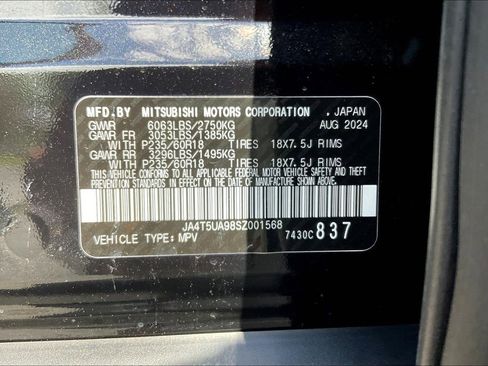 MFD.BY MITSUBISHI MOTORS CORPORATION , JAPAN
GVWR 6063LBS/2750KG AUG 2024
GAWR FR 3053LBS/1385KG
WITH P235/60R18 TIRES 18X7.5J RIMS
GAWR RR 3296LBS/1495KG
WITH P235/60R18 TIRES 18X7.5J RIMS
THIS VEHICLE CONFORMS TO ALL APPLICABLE FEDERAL
MOTOR VEHICLE SAFETY, BUMPER, AND THEFT PREVENTION
STANDARDS IN EFFECT ON THE DATE OF MANUFACTURE
SHOWN ABOVE.
JA4T5UA98SZ001568
VEHICLE TYPE: MPV 7430C 837